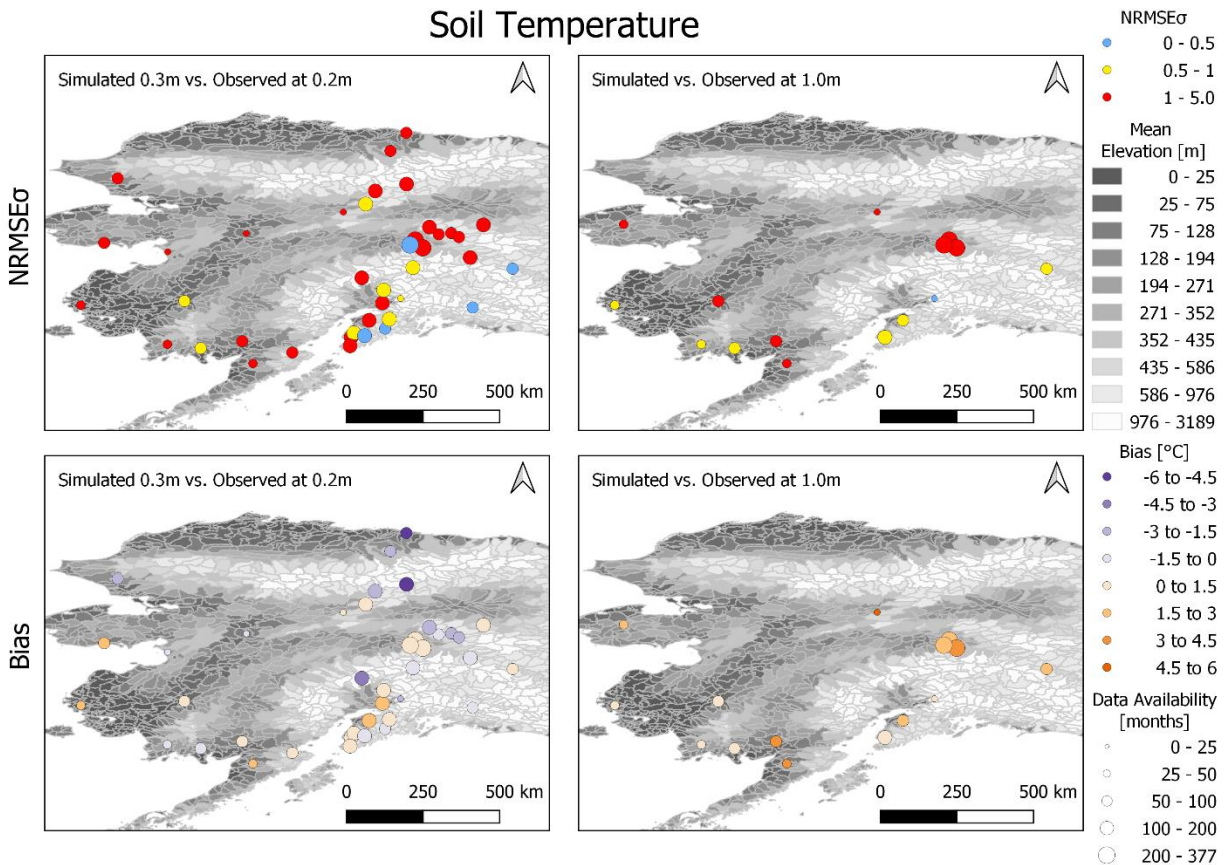 Soil Temperature
NRMSEσ
Simulated 0.3m vs. Observed at 0.2m
0 250 500 km
Simulated vs. Observed at 1.0m
0 250 500 km
Bias
Simulated 0.3m vs. Observed at 0.2m
0 250 500 km
Simulated vs. Observed at 1.0m
0 250 500 km
NRMSEσ
0 - 0.5
0.5 - 1
1 - 5.0
Mean
Elevation [m]
0 - 25
25 - 75
75 - 128
128 - 194
194 - 271
271 - 352
352 - 435
435 - 586
586 - 976
976 - 3189
Bias [°C]
-6 to -4.5
-4.5 to -3
-3 to -1.5
-1.5 to 0
0 to 1.5
1.5 to 3
3 to 4.5
4.5 to 6
Data Availability
[months]
0 - 25
25 - 50
50 - 100
100 - 200
200 - 377